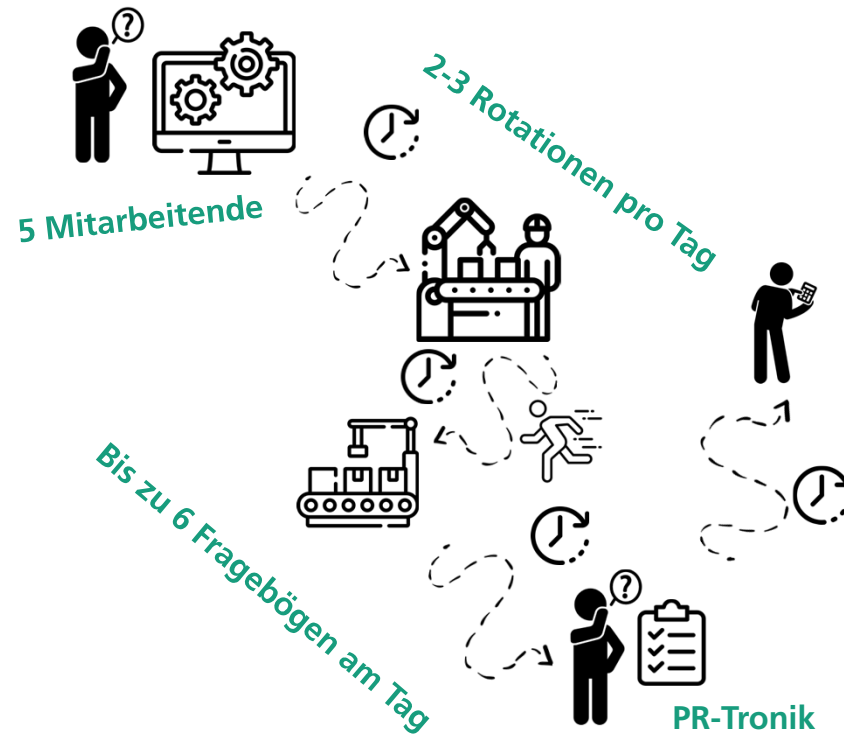 ?
2-3 Rotationen pro Tag
5 Mitarbeitende
Bis zu 6 Fragebögen am Tag
?
PR-Tronik